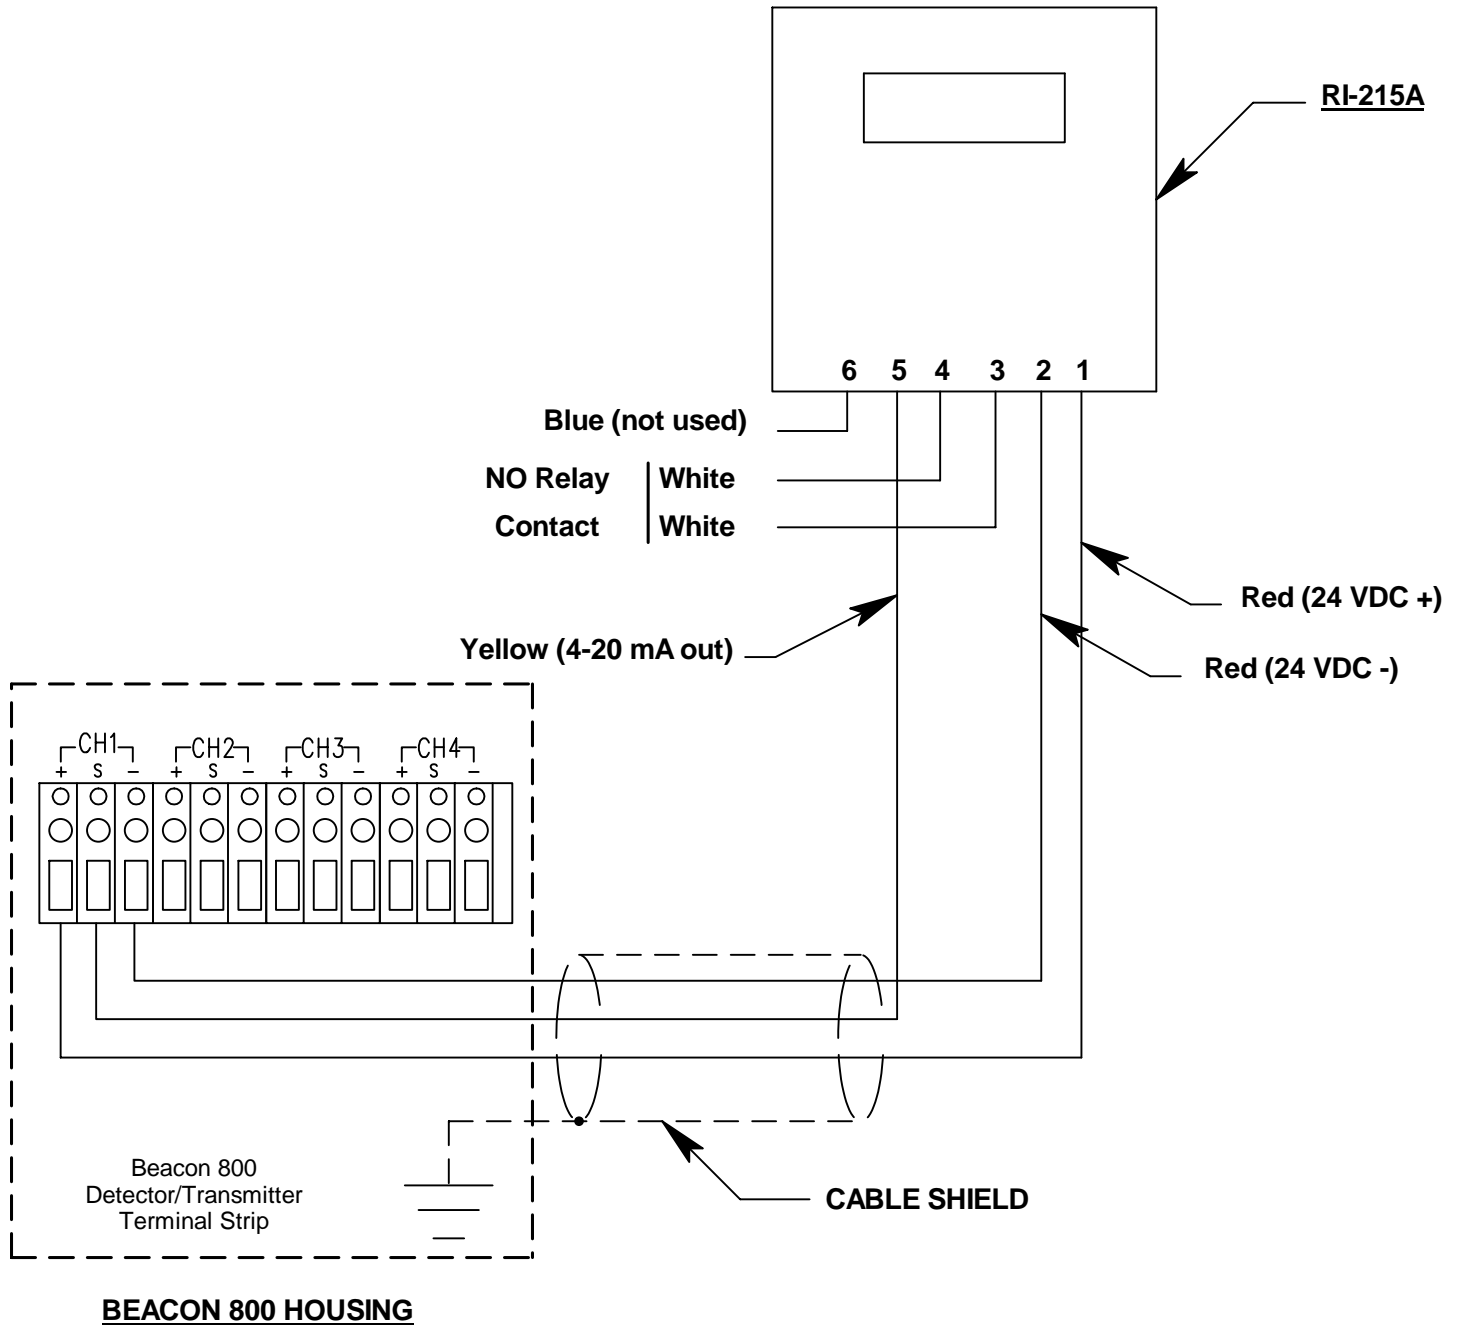 RI-215A
6 5 4 3 2 1
Blue (not used)
NO Relay White
Contact White
Red (24 VDC +)
Yellow (4-20 mA out)
Red (24 VDC -)
CH1 CH2 CH3 CH4
+ S - + S - + S - + S -
Beacon 800
Detector/Transmitter
Terminal Strip
CABLE SHIELD
BEACON 800 HOUSING